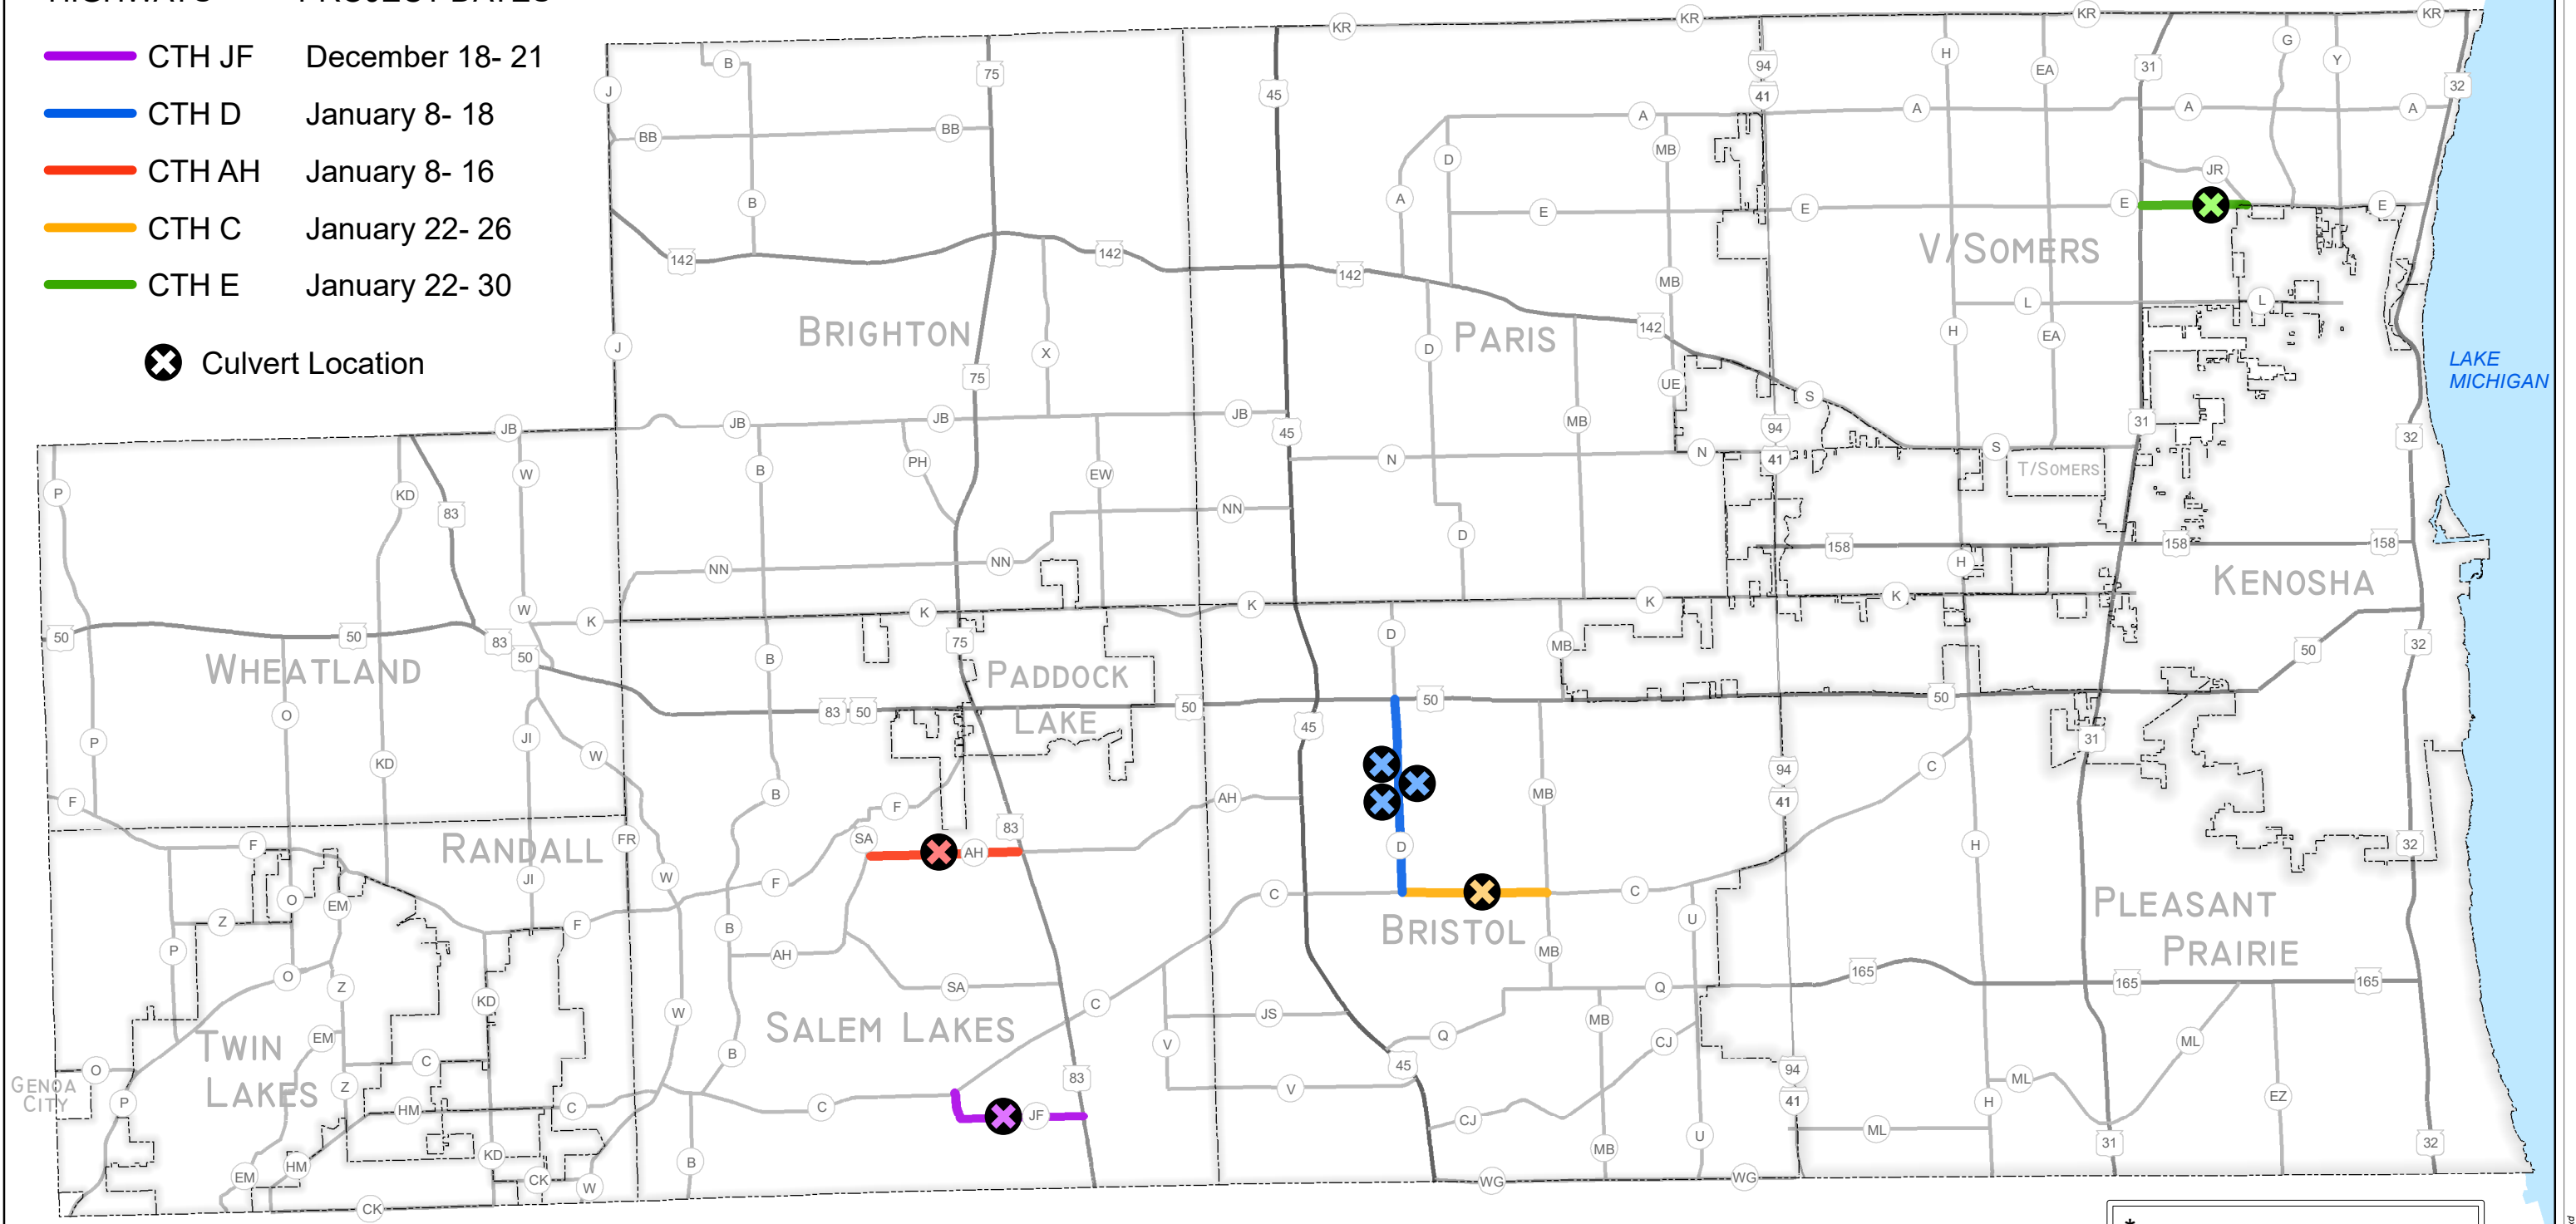 CTH JF December 18- 21
CTH D January 8- 18
CTH AH January 8- 16
CTH C January 22- 26
CTH E January 22- 30
Culvert Location
KR KR KR KR
J B 75 45 94 41 H EA 31 G Y 32
BB BB A MB A A A
D JR
B A E E E E
142 142 142 MB
V/SOMERS
BRIGHTON PARIS
L L
J X 75 D 142 H EA
LAKE
MICHIGAN
UE S
JB JB JB JB 45 MB 94 31 32
P KD W B PH EW N N 41 S
T/SOMERS
83 NN D
NN NN 158 H 158 158
KENOSHA
W K K K K K
50 50 83 50 75 D MB 50 32
WHEATLAND B PADDOCK
LAKE
O 83 50 50 45 50 50 31
P JI KD W B 94 C
F F AH MB 41
RANDALL SA AH 83 FR D H 32
F JI W F C C
O EM Z F B BRISTOL U
PLEASANT
PRAIRIE
P AH MB
O Z KD SA Q 165 165 165
W C JS MB
SALEM LAKES
TWIN
LAKES
EM V Q CJ ML
GENOA
CITY
O C B 45 94 ML
P Z HM C C JF 83 V 41 H EZ
CJ ML
EM HM KD CK W B MB U 31 32
CK WG WG
*